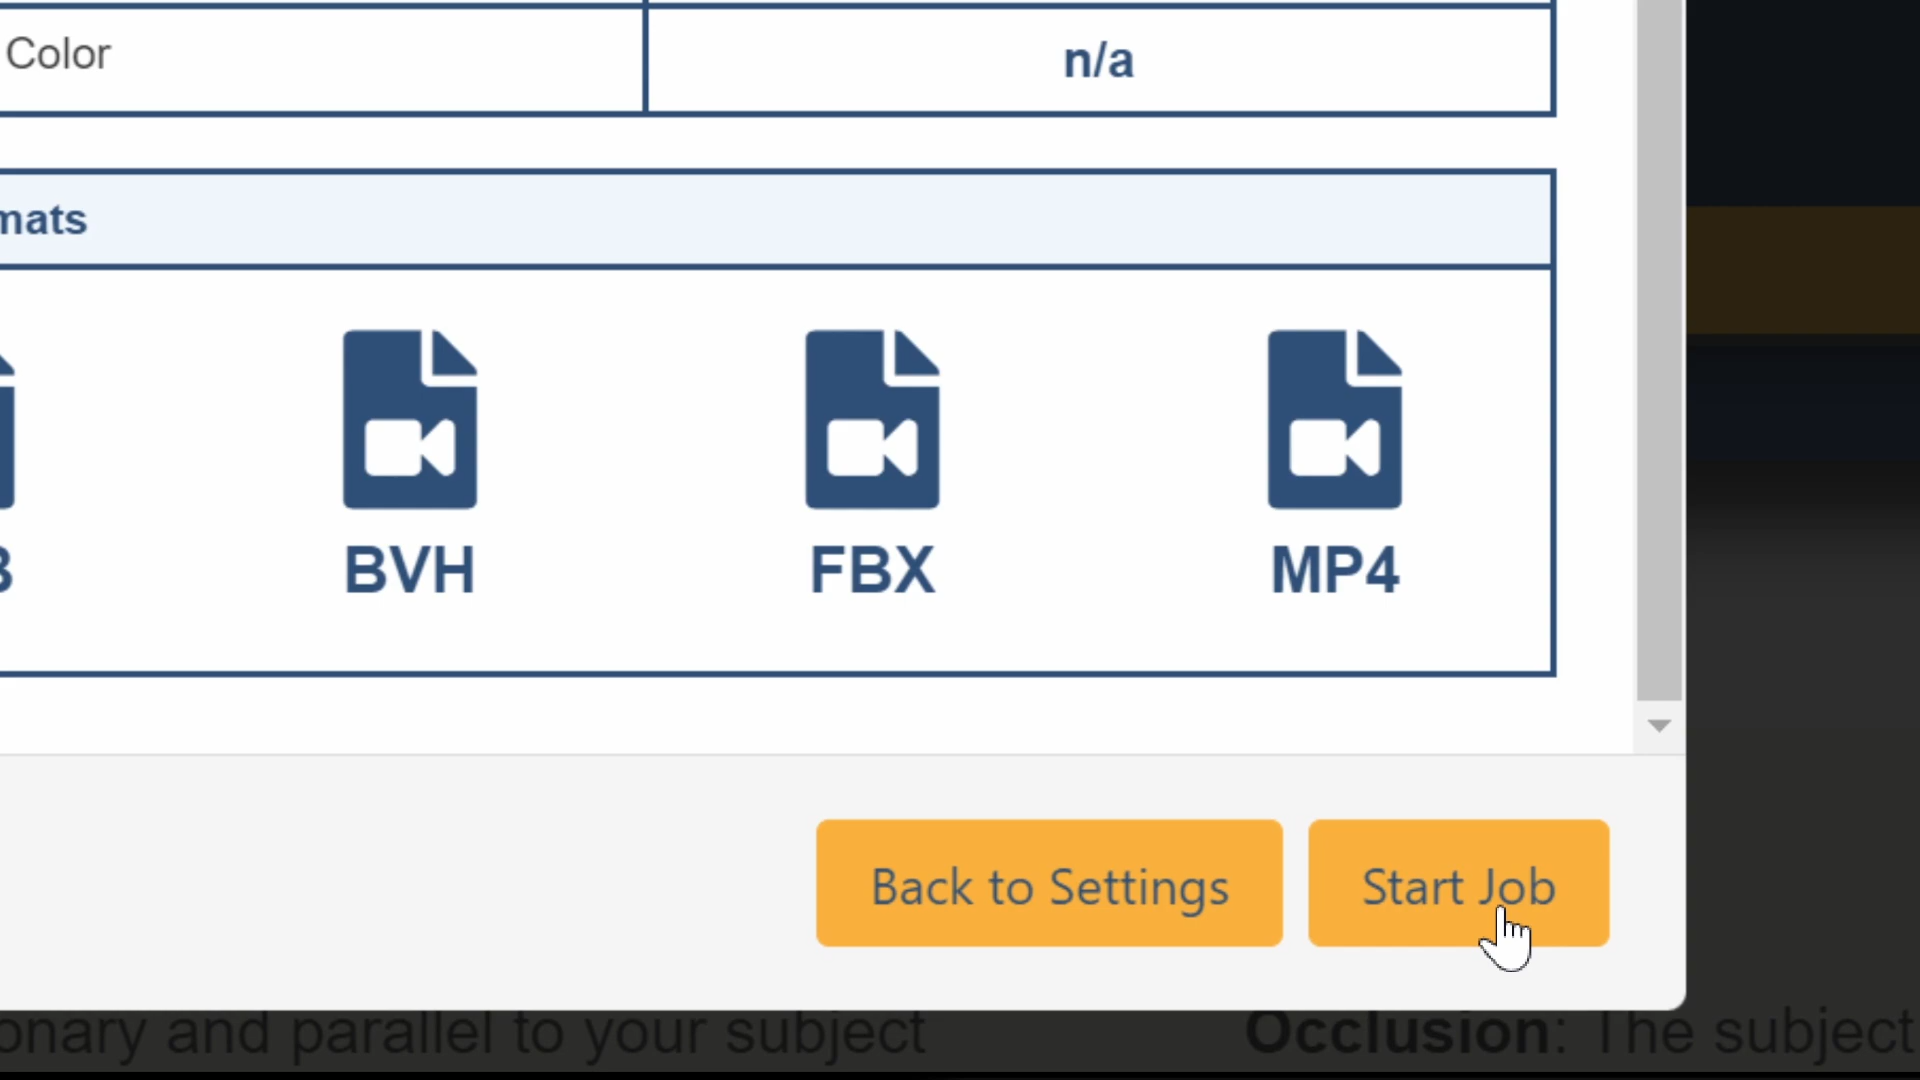 Color
n/a
mats
BVH
FBX
MP4
Back to Settings
Start Job
onary and parallel to your subject
Occlusion: The subject